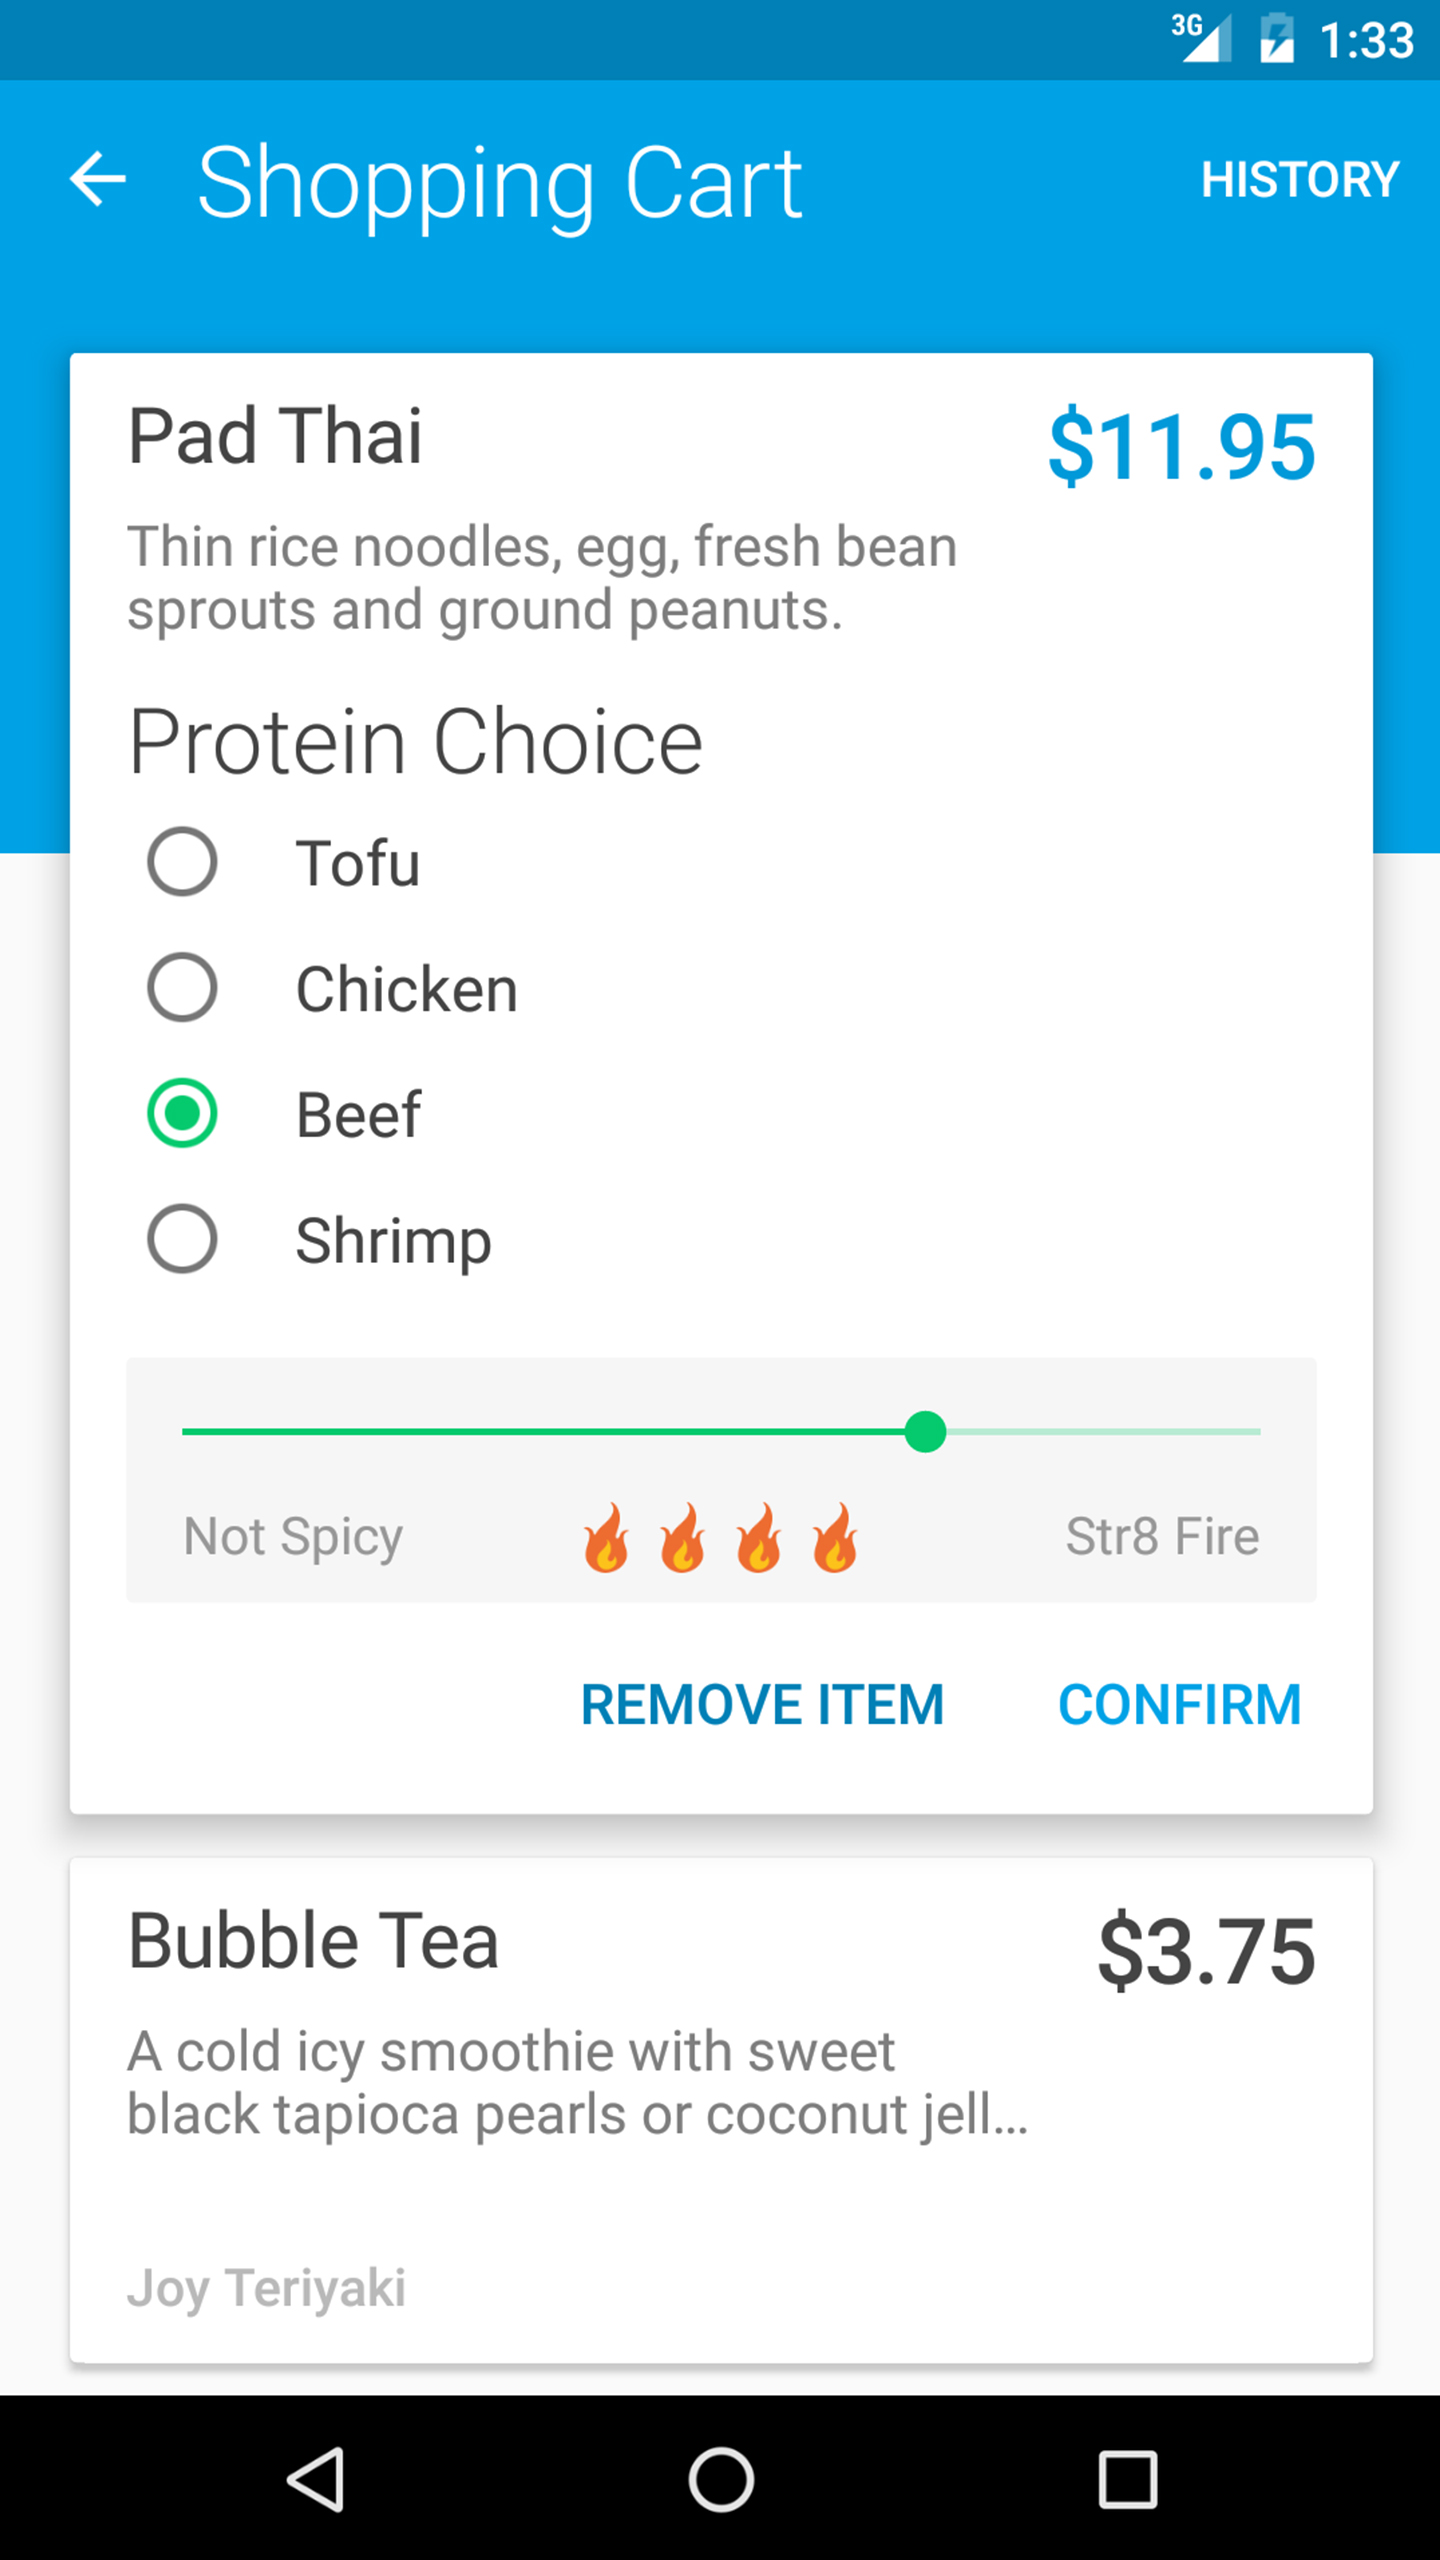 3G 1:33
Shopping Cart HISTORY
Pad Thai $11.95
Thin rice noodles, egg, fresh bean
sprouts and ground peanuts.
Protein Choice
Tofu
Chicken
Beef
Shrimp
Not Spicy Str8 Fire
REMOVE ITEM CONFIRM
Bubble Tea $3.75
A cold icy smoothie with sweet
black tapioca pearls or coconut jell...
Joy Teriyaki